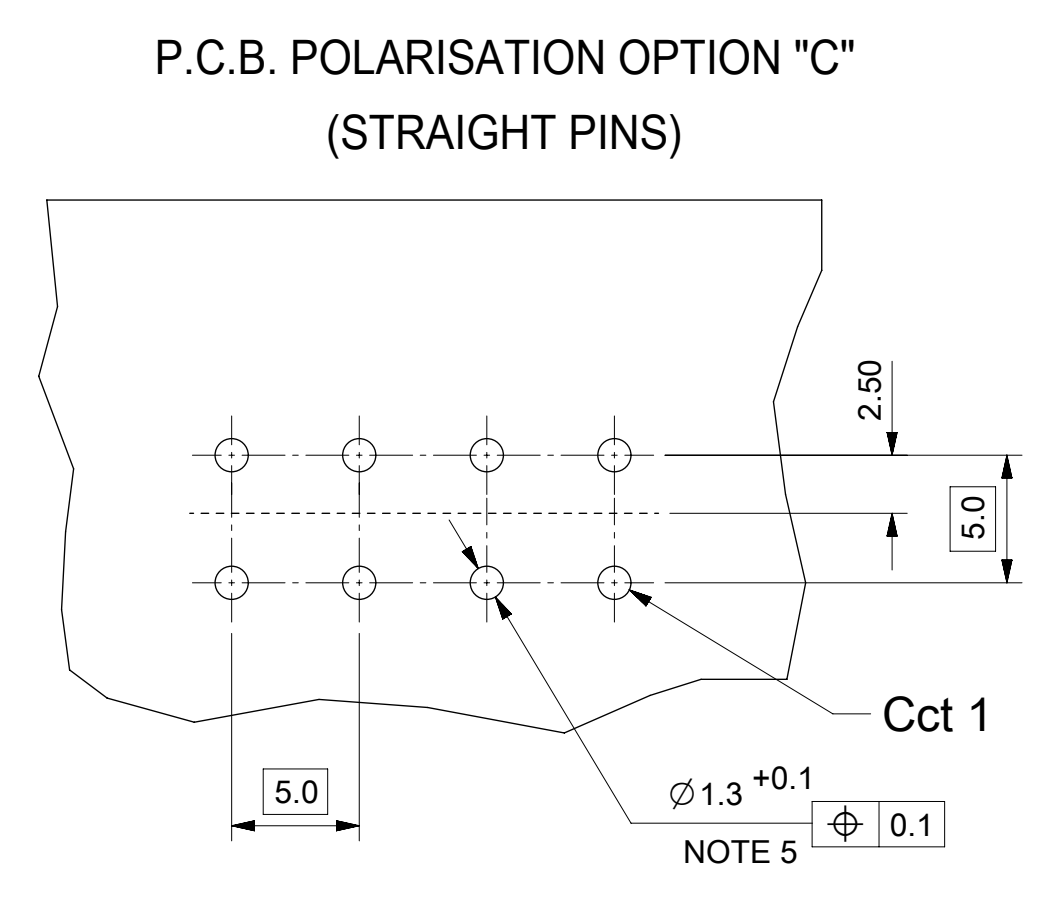 P.C.B. POLARISATION OPTION "C"
(STRAIGHT PINS)
2.50
5.0
Cct 1
5.0
∅1.3 +0.1
⌖ 0.1
NOTE 5